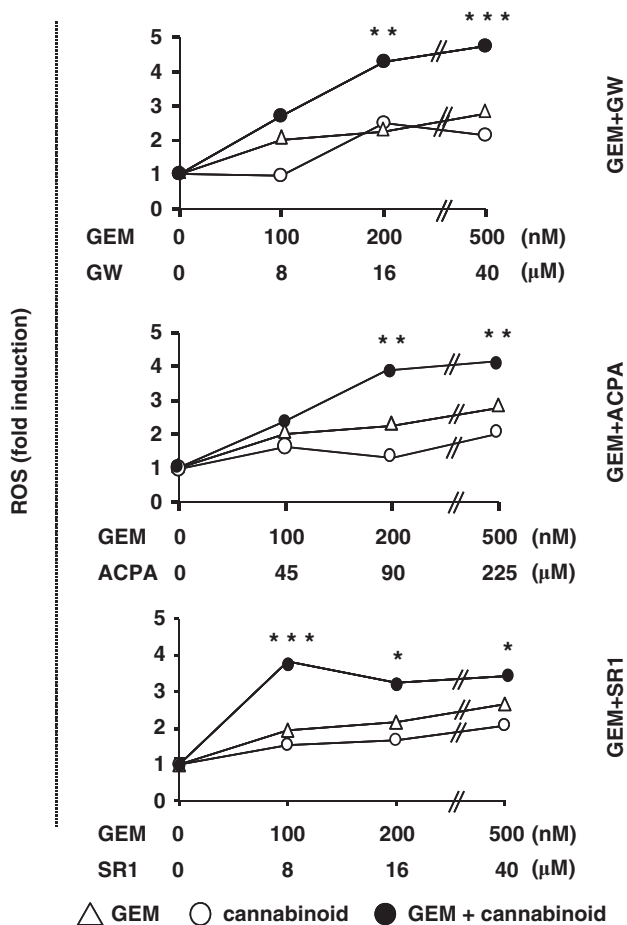 ROS (fold induction)
** ***
5
4
3
2
1
0
GEM 0 100 200 500 (nM)
GW 0 8 16 40 (μM)
GEM+GW
** **
5
4
3
2
1
0
GEM 0 100 200 500 (nM)
ACPA 0 45 90 225 (μM)
GEM+ACPA
*** * *
5
4
3
2
1
0
GEM 0 100 200 500 (nM)
SR1 0 8 16 40 (μM)
GEM+SR1
GEM cannabinoid GEM + cannabinoid